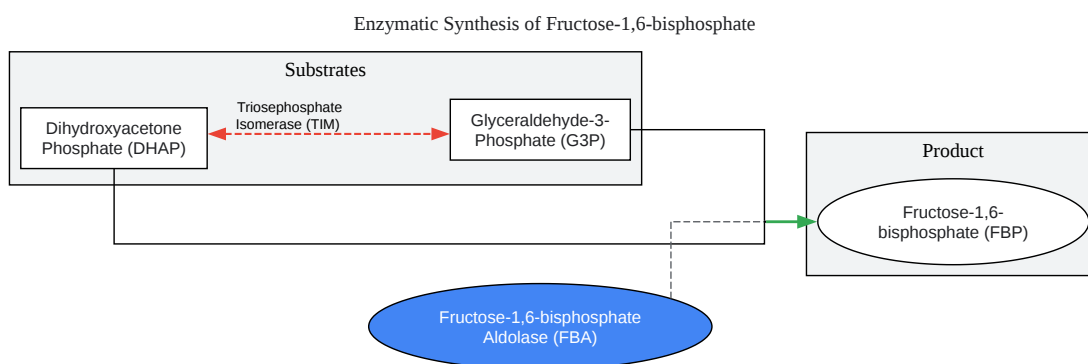 Enzymatic Synthesis of Fructose-1,6-bisphosphate
Substrates
Triosephosphate
Isomerase (TIM)
Dihydroxyacetone
Phosphate (DHAP)
Glyceraldehyde-3-
Phosphate (G3P)
Product
Fructose-1,6-
bisphosphate (FBP)
Fructose-1,6-bisphosphate
Aldolase (FBA)